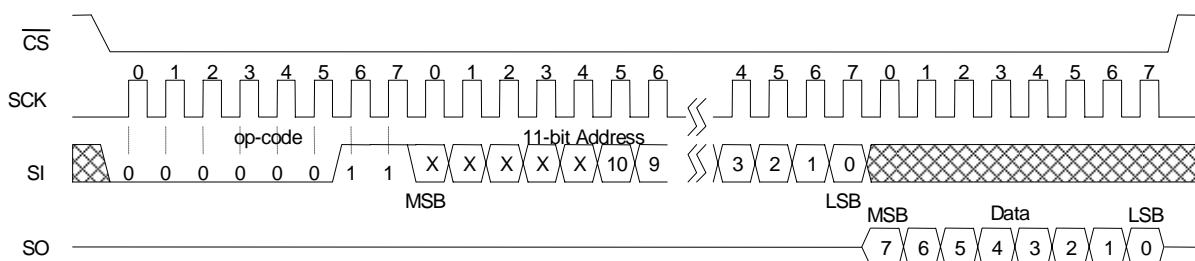 CS
0 1 2 3 4 5 6 7 0 1 2 3 4 5 6 4 5 6 7 0 1 2 3 4 5 6 7
SCK
op-code 11-bit Address
SI 0 0 0 0 0 0 1 1 X X X X X 10 9 3 2 1 0
MSB LSB MSB Data LSB
SO 7 6 5 4 3 2 1 0